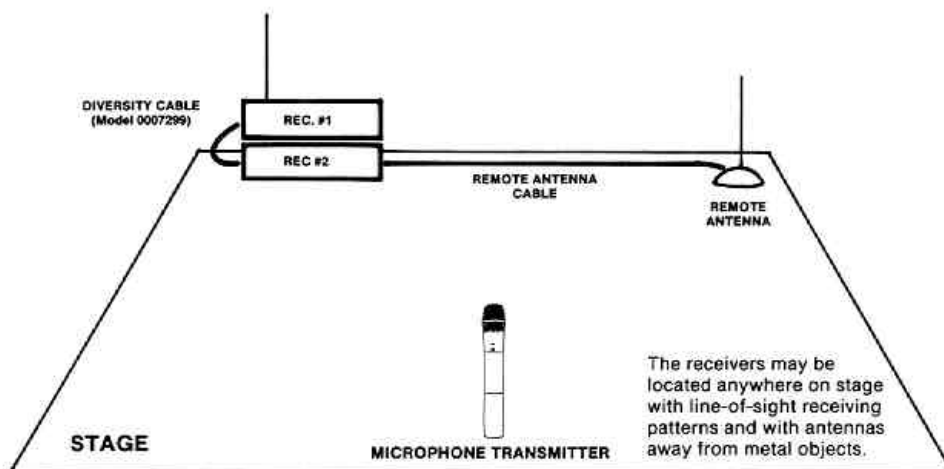 DIVERSITY CABLE
(Model 0007299)
REC. #1
REC #2
REMOTE ANTENNA
CABLE
REMOTE
ANTENNA
The receivers may be
located anywhere on stage
with line-of-sight receiving
patterns and with antennas
away from metal objects.
STAGE
MICROPHONE TRANSMITTER